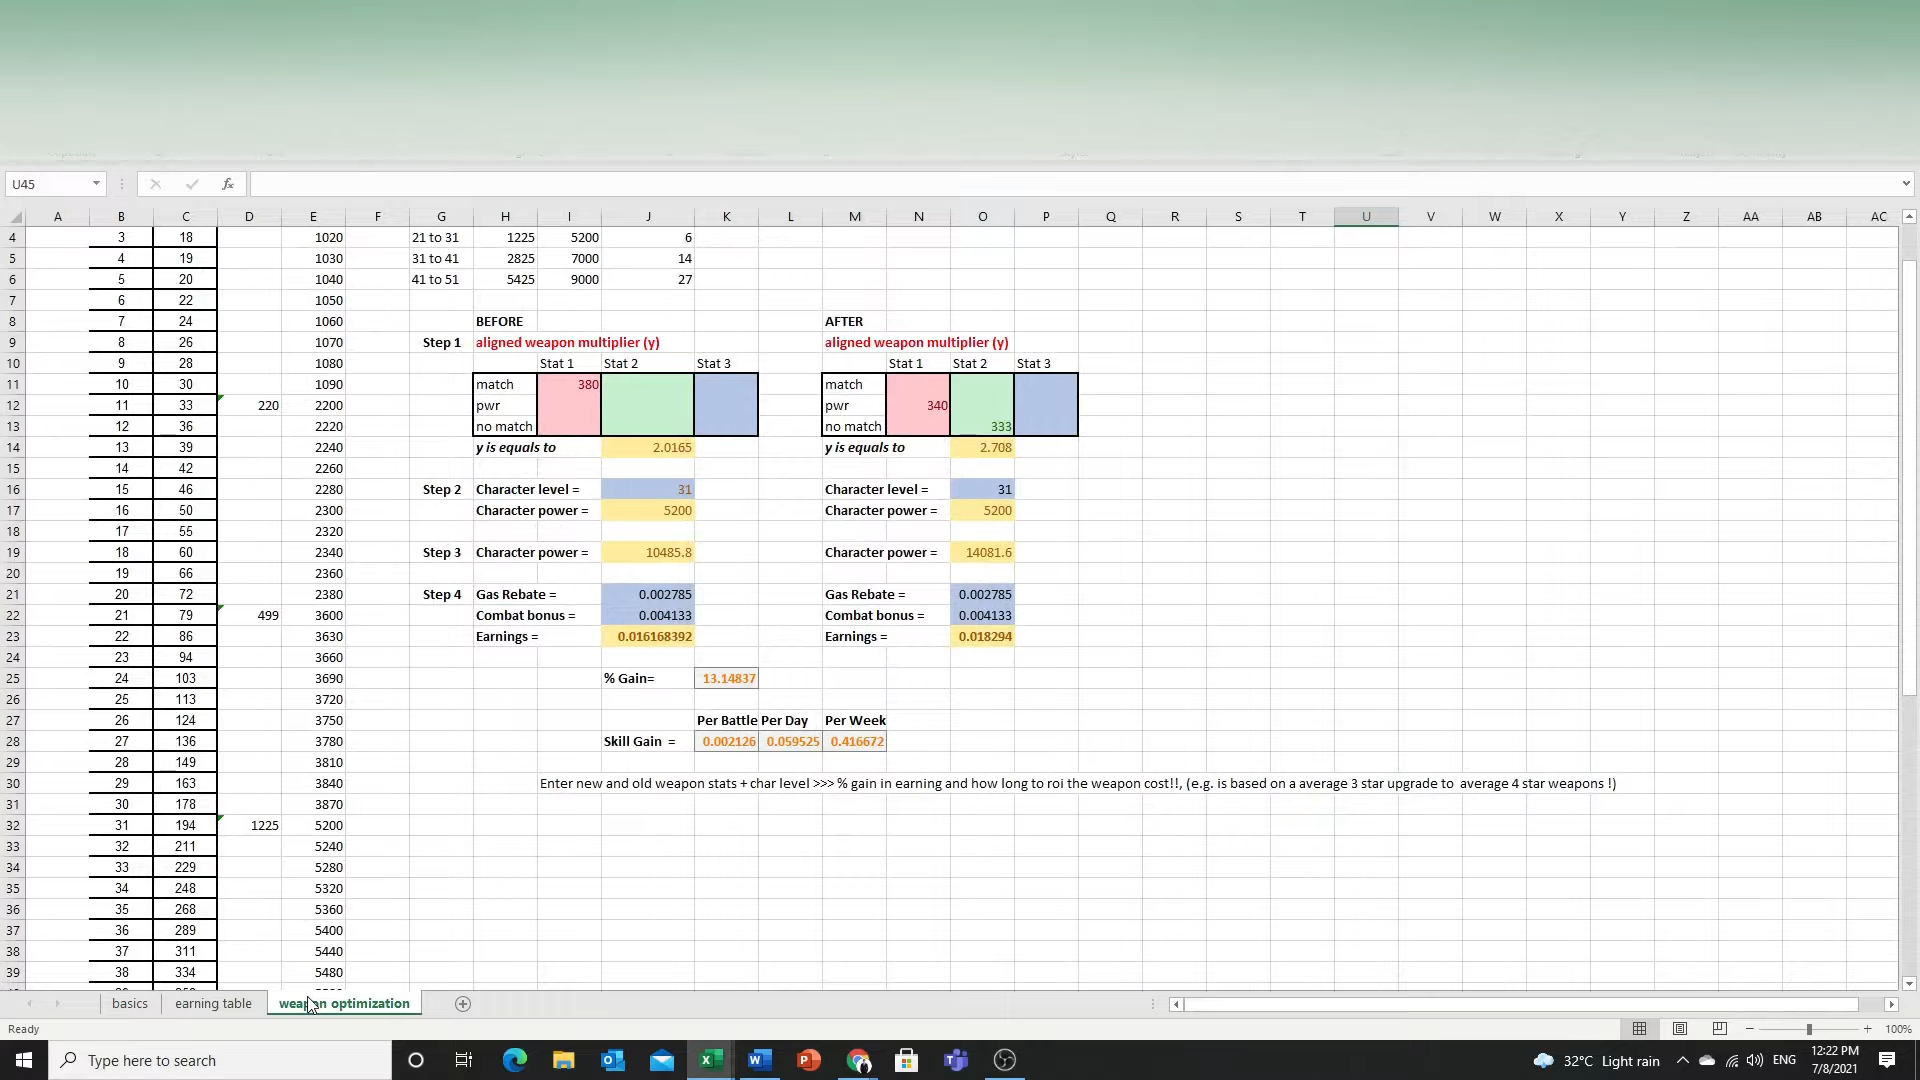 U45
fx
A B C D E F G H I J K L M N O P Q R S T U V W X Y Z AA AB AC
4 3 18 1020 21 to 31 1225 5200 6
5 4 19 1030 31 to 41 2825 7000 14
6 5 20 1040 41 to 51 5425 9000 27
7 6 22 1050
8 7 24 1060 BEFORE AFTER
9 8 26 1070 Step 1 aligned weapon multiplier (y) aligned weapon multiplier (y)
10 9 28 1080 Stat 1 Stat 2 Stat 3 Stat 1 Stat 2 Stat 3
11 10 30 1090 match 380 match
12 11 33 220 2200 pwr pwr 340
13 12 36 2220 no match no match 333
14 13 39 2240 y is equals to 2.0165 y is equals to 2.708
15 14 42 2260
16 15 46 2280 Step 2 Character level = 31 Character level = 31
17 16 50 2300 Character power = 5200 Character power = 5200
18 17 55 2320
19 18 60 2340 Step 3 Character power = 10485.8 Character power = 14081.6
20 19 66 2360
21 20 72 2380 Step 4 Gas Rebate = 0.002785 Gas Rebate = 0.002785
22 21 79 499 3600 Combat bonus = 0.004133 Combat bonus = 0.004133
23 22 86 3630 Earnings = 0.016168392 Earnings = 0.018294
24 23 94 3660
25 24 103 3690 % Gain= 13.14837
26 25 113 3720
27 26 124 3750 Per Battle Per Day Per Week
28 27 136 3780 Skill Gain = 0.002126 0.059525 0.416672
29 28 149 3810
30 29 163 3840 Enter new and old weapon stats + char level >>> % gain in earning and how long to roi the weapon cost!!, (e.g. is based on a average 3 star upgrade to average 4 star weapons !)
31 30 178 3870
32 31 194 1225 5200
33 32 211 5240
34 33 229 5280
35 34 248 5320
36 35 268 5360
37 36 289 5400
38 37 311 5440
39 38 334 5480
basics earning table weapon optimization
Ready 100%
Type here to search 32°C Light rain ENG 12:22 PM
7/8/2021